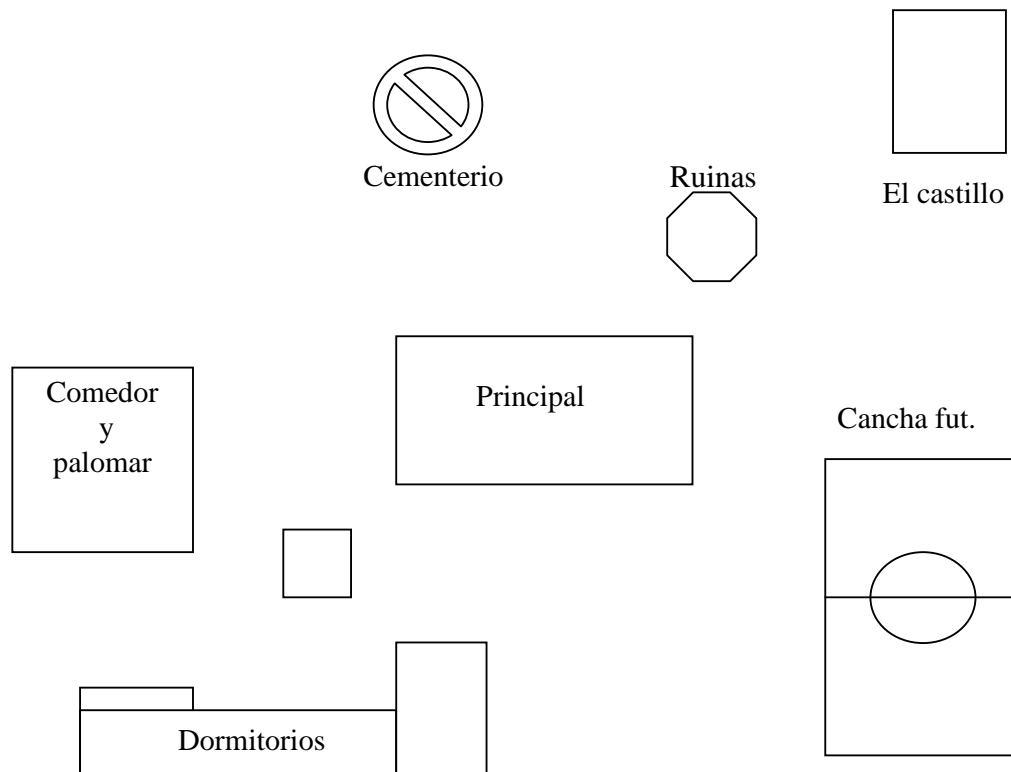 Cementerio
Ruinas
El castillo
Comedor
y
palomar
Principal
Cancha fut.
Dormitorios